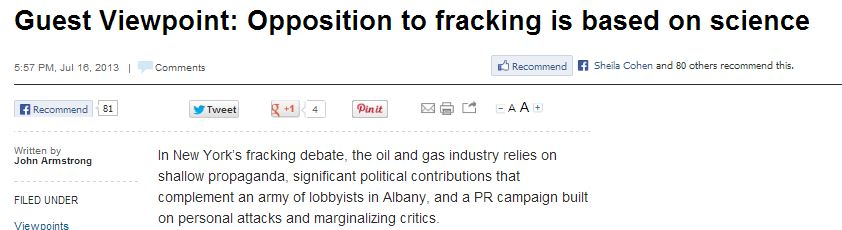 Guest Viewpoint: Opposition to fracking is based on science
5:57 PM, Jul 16, 2013 | Comments
Recommend Sheila Cohen and 80 others recommend this.
Recommend 81 Tweet +1 4 Pin it - A A +
Written by
John Armstrong
FILED UNDER
Viewpoints
In New York's fracking debate, the oil and gas industry relies on
shallow propaganda, significant political contributions that
complement an army of lobbyists in Albany, and a PR campaign built
on personal attacks and marginalizing critics.